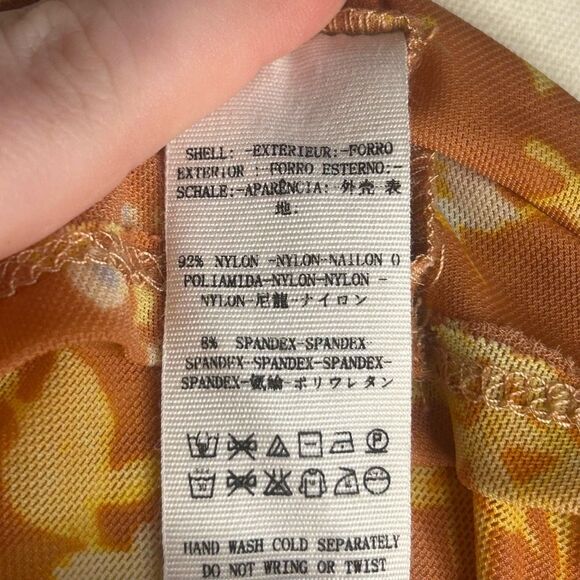 SHELL: -EXTERIEUR:-FORRO
EXTERIOR : FORRO ESTERNO:-
SCHALE:-APARÊNCIA: 外壳 表
地:
92% NYLON -NYLON-NAILON O
POLIAMIDA-NYLON-NYLON -
NYLON-尼龍-ナイロン
8% SPANDEX-SPANDEX
SPANDEX-SPANDEX-SPANDEX-
SPANDEX-氨綸-ポリウレタン
HAND WASH COLD SEPARATELY
DO NOT WRING OR TWIST